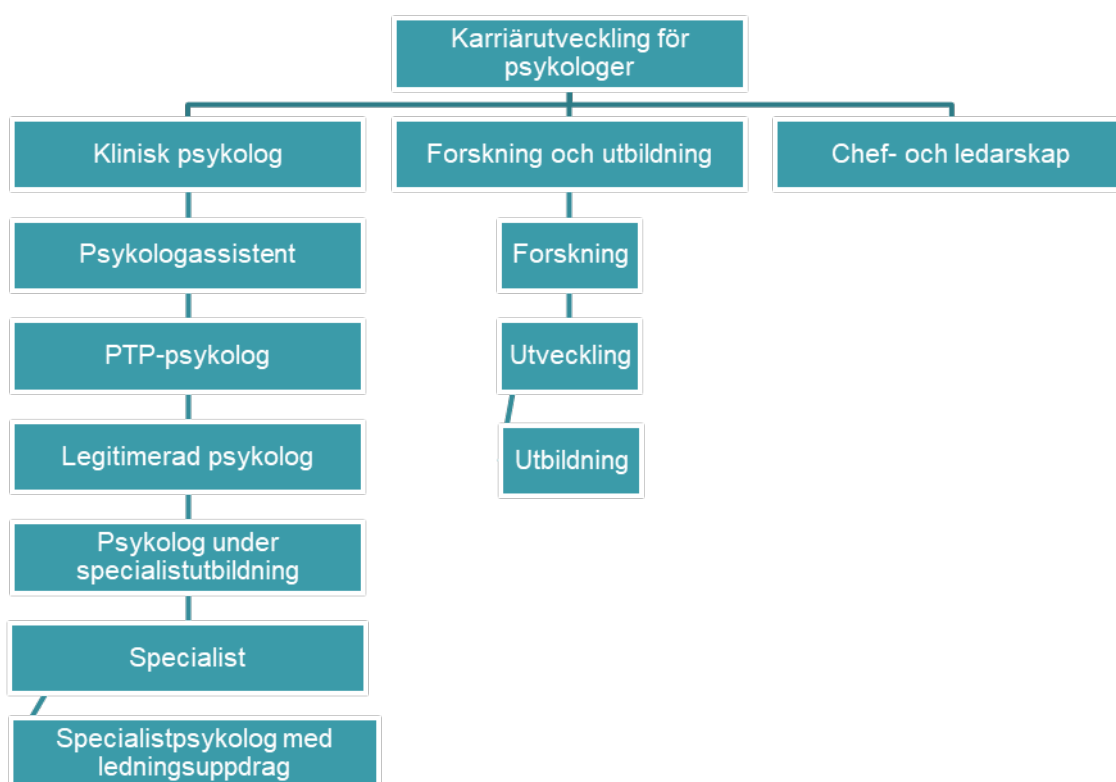 Karriärutveckling för
psykologer
Klinisk psykolog
Forskning och utbildning
Chef- och ledarskap
Psykologassistent
Forskning
PTP-psykolog
Utveckling
Legitimerad psykolog
Utbildning
Psykolog under
specialistutbildning
Specialist
Specialistpsykolog med
ledningsuppdrag